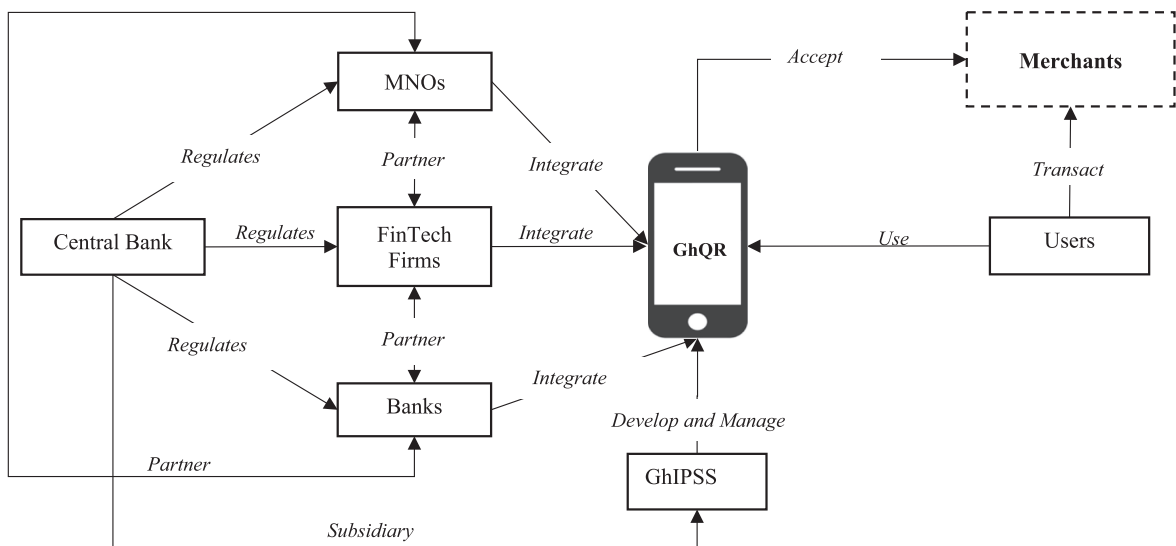 Accept
Merchants
MNOs
Regulates
Partner
Integrate
Transact
Central Bank
Regulates
FinTech
Firms
Integrate
GhQR
Use
Users
Regulates
Partner
Integrate
Banks
Develop and Manage
Partner
GhIPSS
Subsidiary